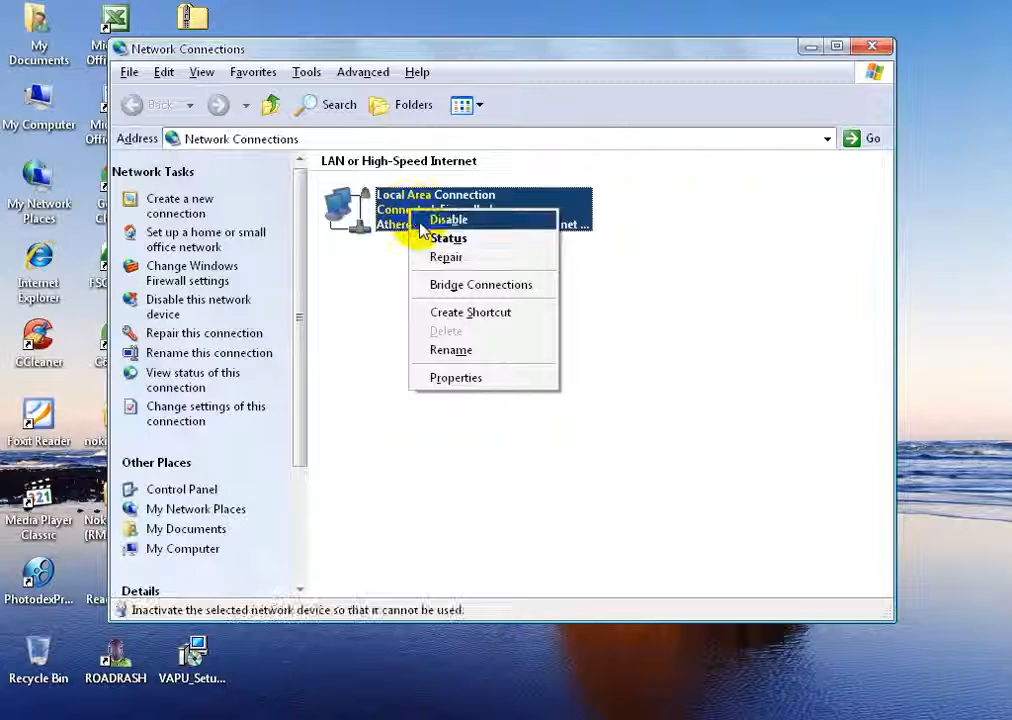 My
Documents
My Computer
My Network
Places
Internet
Explorer
CCleaner
Foxit Reader
Media Player
Classic
PhotodexPr...
Recycle Bin
ROADRASH
VAPU_Setu...
Network Connections
File Edit View Favorites Tools Advanced Help
Back Search Folders
Address Network Connections Go
Network Tasks
Create a new
connection
Set up a home or small
office network
Change Windows
Firewall settings
Disable this network
device
Repair this connection
Rename this connection
View status of this
connection
Change settings of this
connection
Other Places
Control Panel
My Network Places
My Documents
My Computer
Details
LAN or High-Speed Internet
Local Area Connection
net ...
Disable
Status
Repair
Bridge Connections
Create Shortcut
Delete
Rename
Properties
Inactivate the selected network device so that it cannot be used.